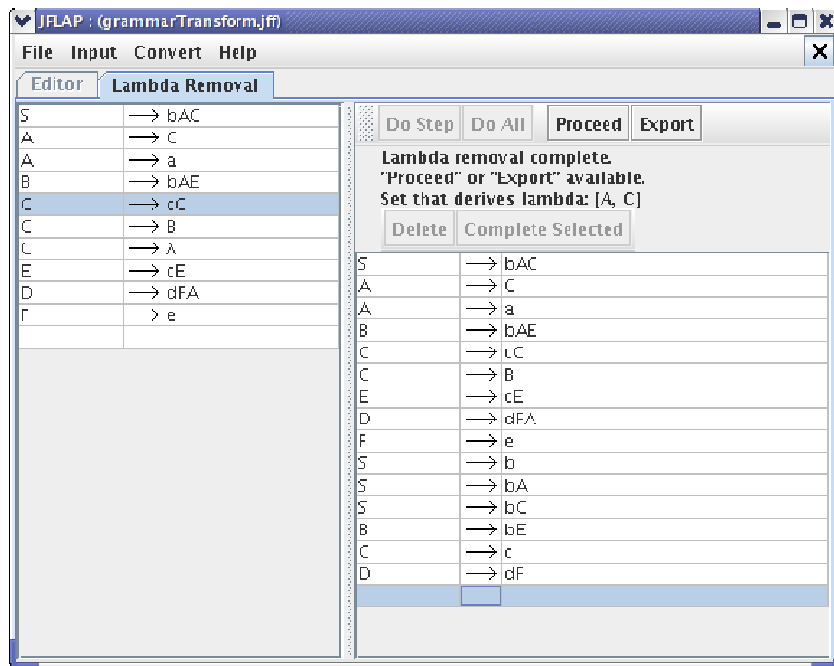 JFLAP : (grammarTransform.jff)
File Input Convert Help
Editor Lambda Removal
S → bAC
A → C
A → a
B → bAE
C → cC
C → B
C → λ
E → cE
D → dFA
F → e
Do Step Do All Proceed Export
Lambda removal complete.
"Proceed" or "Export" available.
Set that derives lambda: [A, C]
Delete Complete Selected
S → bAC
A → C
A → a
B → bAE
C → cC
C → B
E → cE
D → dFA
F → e
S → b
S → bA
S → bC
B → bE
C → c
D → dF